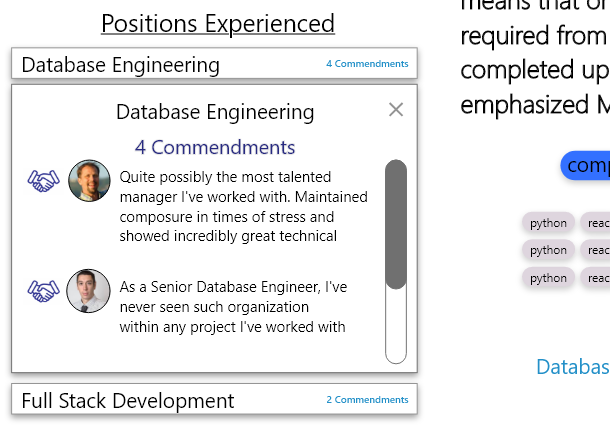 Positions Experienced
Database Engineering
4 Commendments
Database Engineering
4 Commendments
Quite possibly the most talented
manager I've worked with. Maintained
composure in times of stress and
showed incredibly great technical
As a Senior Database Engineer, I've
never seen such organization
within any project I've worked with
Full Stack Development
2 Commendments
means that or
required from
completed up
emphasized M
comp
python reac
python reac
python reac
Databas